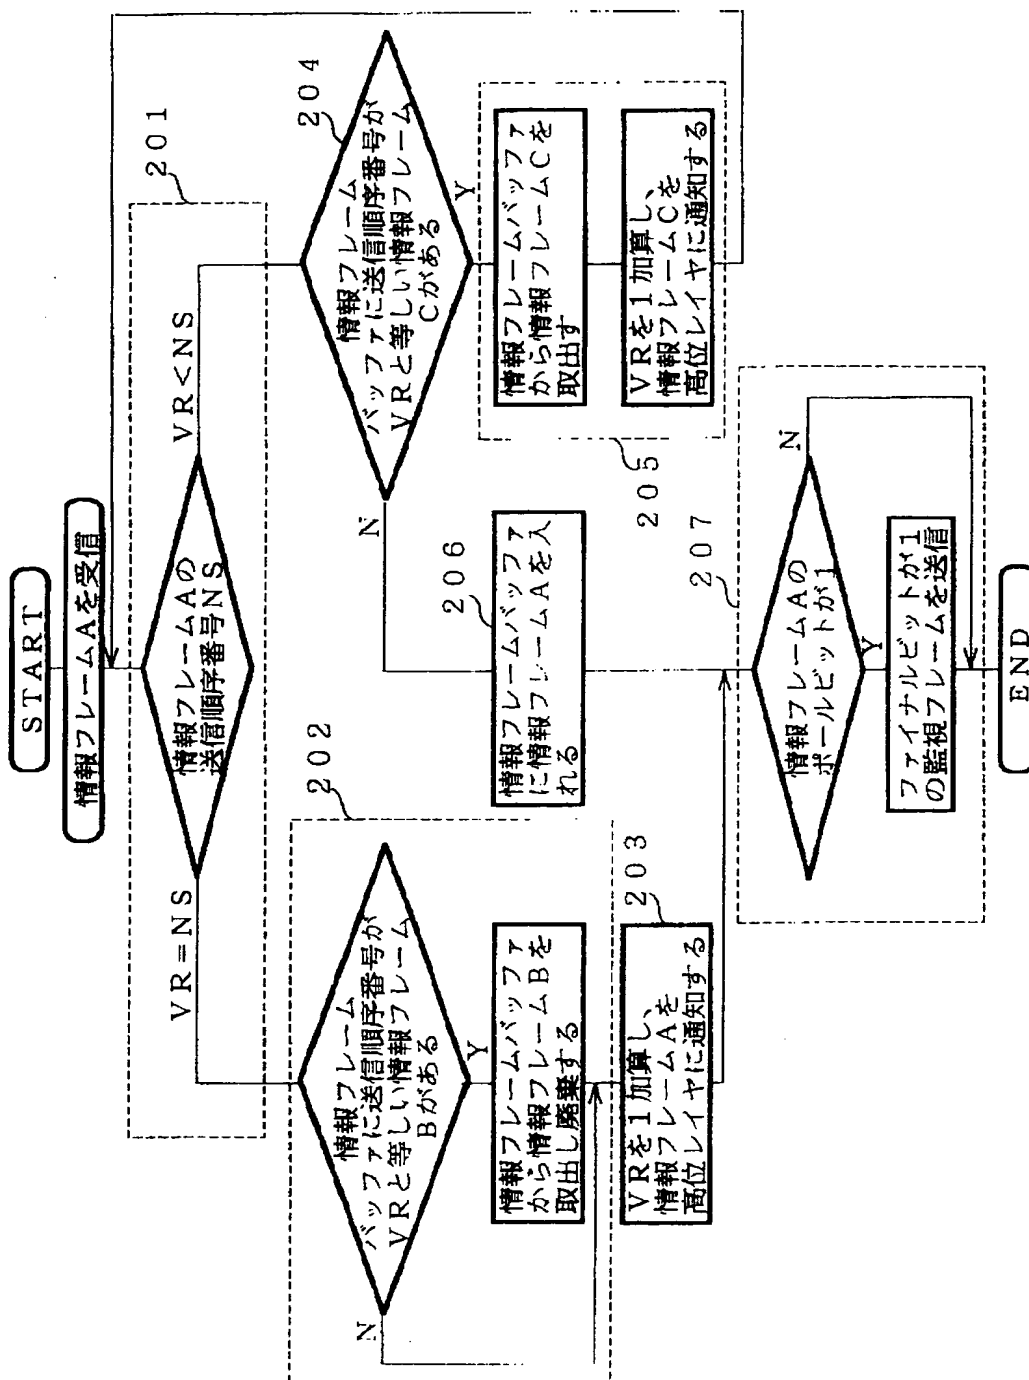 START
情報フレームAを受信
情報フレームAの
送信順序番号NS
201
VR=NS
VR<NS
202
情報フレーム
バッファに送信順序番号が
VRと等しい情報フレーム
Bがある
N
Y
情報フレームバッファ
から情報フレームBを
取出し廃棄する
203
VRを1加算し、
情報フレームAを
高位レイヤに通知する
204
情報フレーム
バッファに送信順序番号が
VRと等しい情報フレーム
Cがある
N
Y
205
情報フレームバッファ
から情報フレームCを
取出す
VRを1加算し、
情報フレームCを
高位レイヤに通知する
206
情報フレームバッファ
に情報フレームAを入
れる
207
情報フレームAの
ポールビットが1
N
Y
ファイナルビットが1
の監視フレームを送信
END